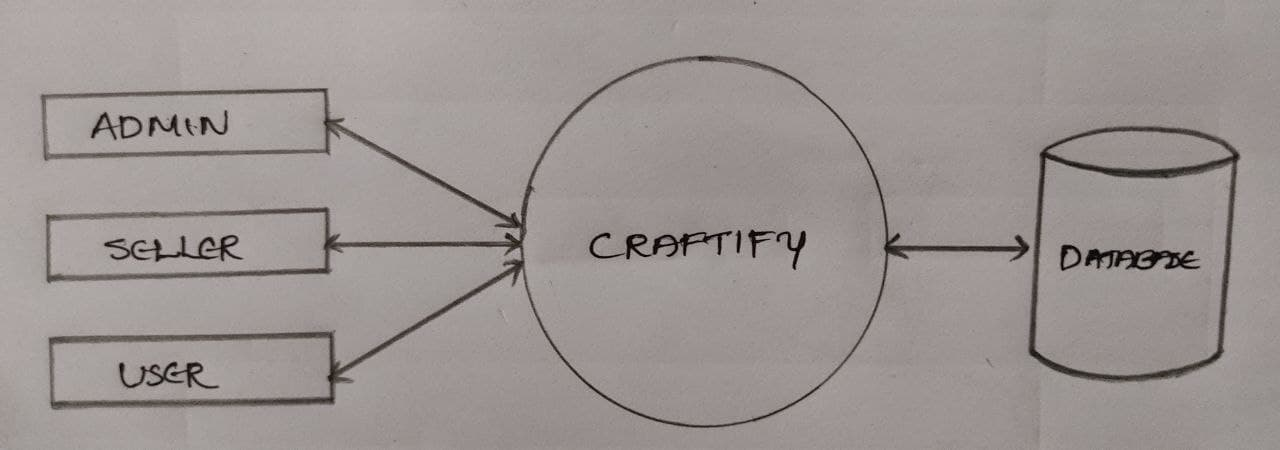 ADMIN
SELLER
USER
CRAFTIFY
DATABASE